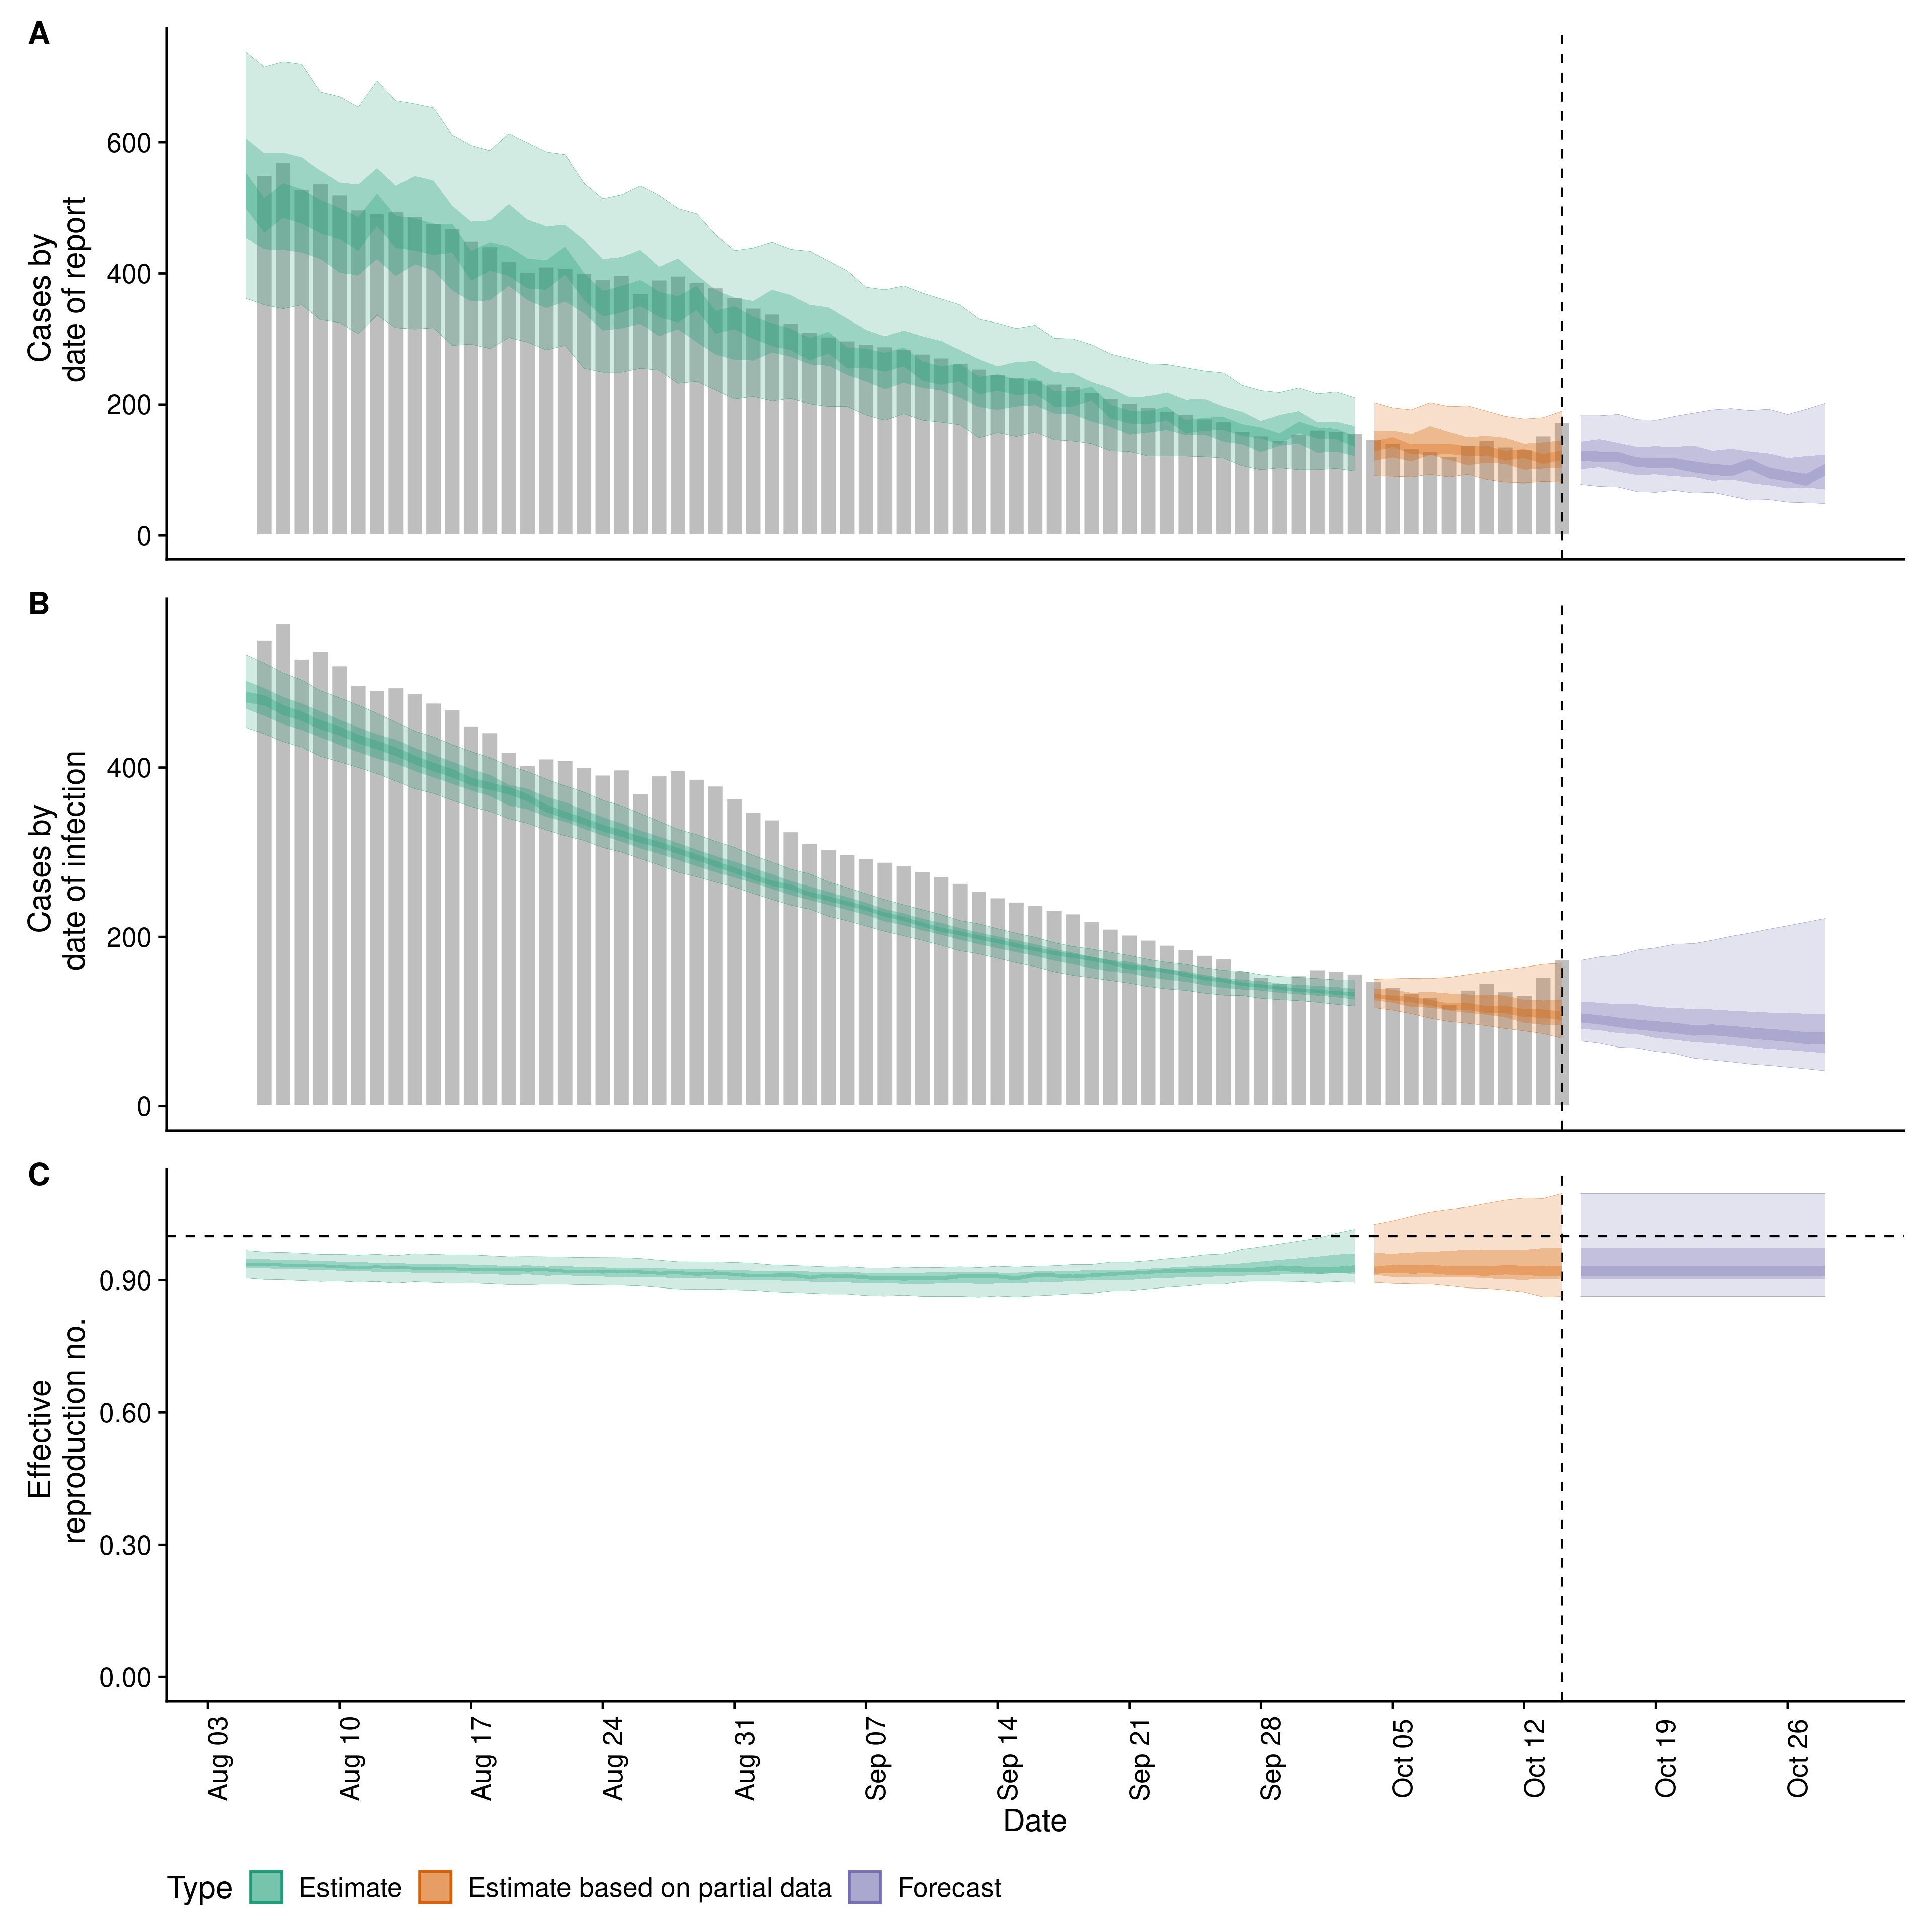 A
Cases by
date of report
600
400
200
0
B
Cases by
date of infection
400
200
0
C
Effective
reproduction no.
0.90
0.60
0.30
0.00
Aug 03
Aug 10
Aug 17
Aug 24
Aug 31
Sep 07
Sep 14
Sep 21
Sep 28
Oct 05
Oct 12
Oct 19
Oct 26
Date
Type Estimate Estimate based on partial data Forecast